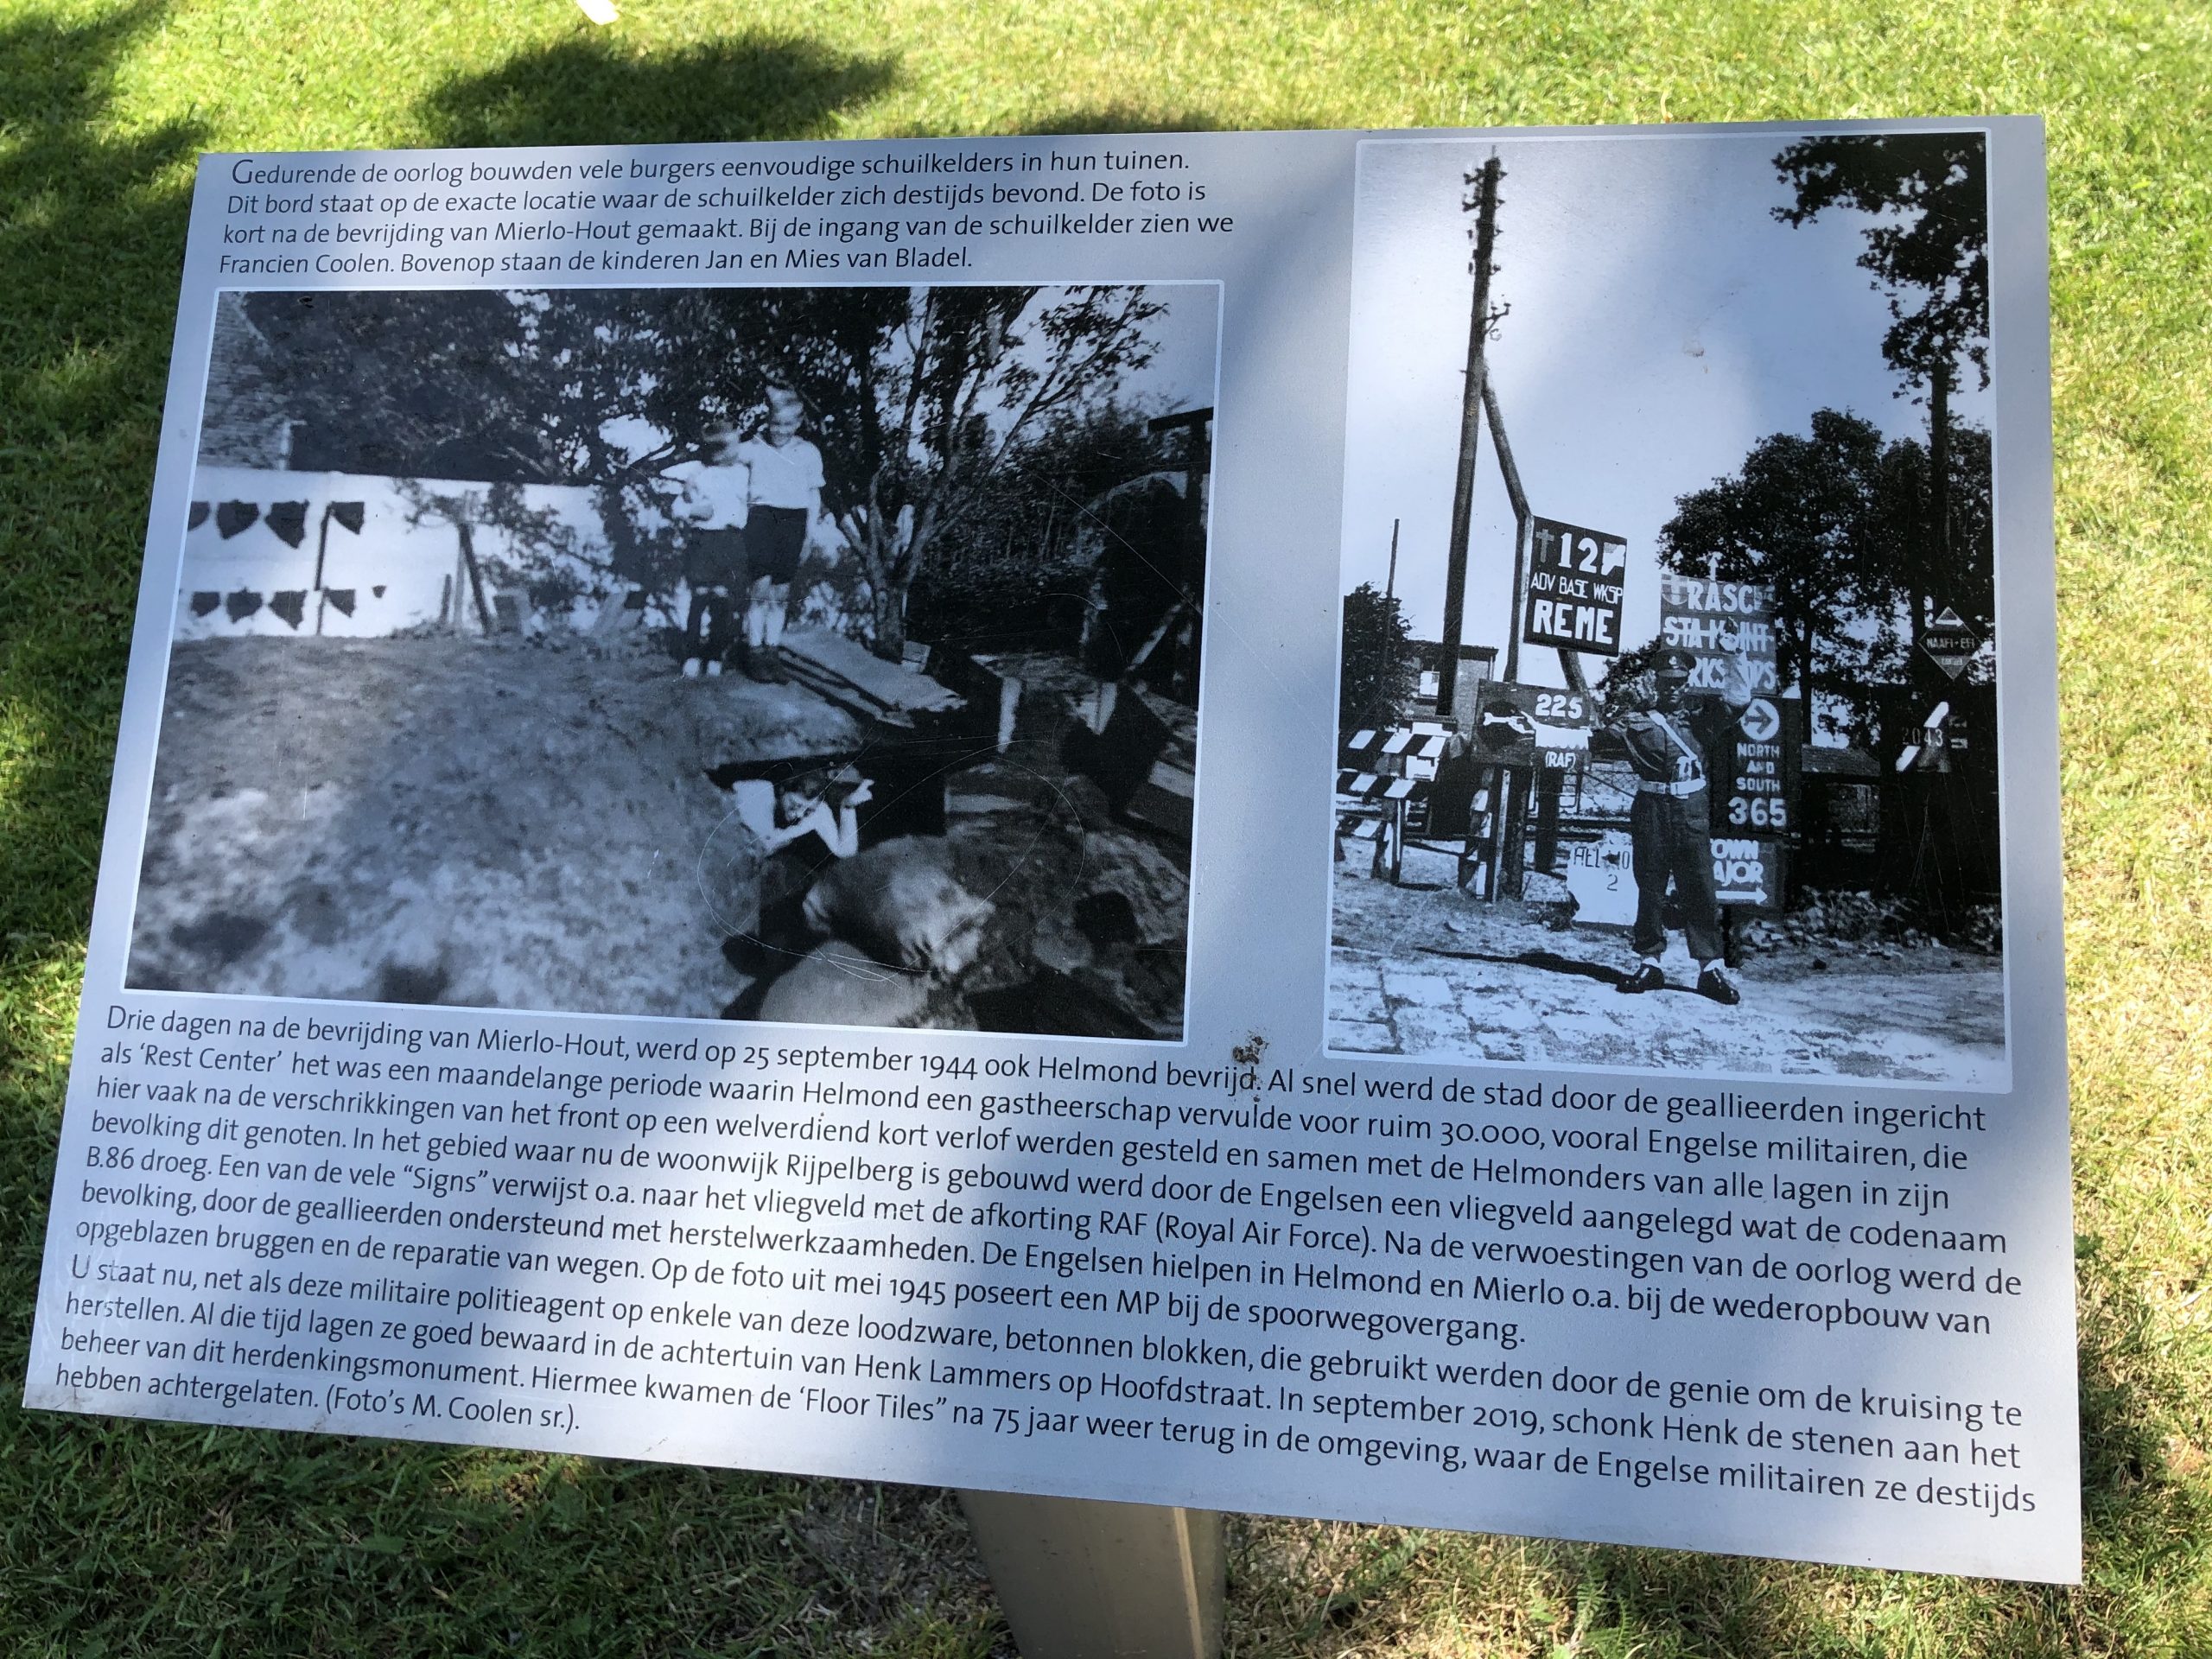 Gedurende de oorlog bouwden vele burgers eenvoudige schuilkelders in hun tuinen.
Dit bord staat op de exacte locatie waar de schuilkelder zich destijds bevond. De foto is
kort na de bevrijding van Mierlo-Hout gemaakt. Bij de ingang van de schuilkelder zien we
Francien Coolen. Bovenop staan de kinderen Jan en Mies van Bladel.
127
ADV BASE WKSP
REME
RASC
225
(RAF)
NORTH
AND
SOUTH
365
2
NAAFI-EFI
2043
Drie dagen na de bevrijding van Mierlo-Hout, werd op 25 september 1944 ook Helmond bevrijd. Al snel werd de stad door de geallieerden ingericht
als ‘Rest Center’ het was een maandelange periode waarin Helmond een gastheerschap vervulde voor ruim 30.000, vooral Engelse militairen, die
hier vaak na de verschrikkingen van het front op een welverdiend kort verlof werden gesteld en samen met de Helmonders van alle lagen in zijn
bevolking dit genoten. In het gebied waar nu de woonwijk Rijpelberg is gebouwd werd door de Engelsen een vliegveld aangelegd wat de codenaam
B.86 droeg. Een van de vele “Signs” verwijst o.a. naar het vliegveld met de afkorting RAF (Royal Air Force). Na de verwoestingen van de oorlog werd de
bevolking, door de geallieerden ondersteund met herstelwerkzaamheden. De Engelsen hielpen in Helmond en Mierlo o.a. bij de wederopbouw van
opgeblazen bruggen en de reparatie van wegen. Op de foto uit mei 1945 poseert een MP bij de spoorwegovergang.
U staat nu, net als deze militaire politieagent op enkele van deze loodzware, betonnen blokken, die gebruikt werden door de genie om de kruising te
herstellen. Al die tijd lagen ze goed bewaard in de achtertuin van Henk Lammers op Hoofdstraat. In september 2019, schonk Henk de stenen aan het
beheer van dit herdenkingsmonument. Hiermee kwamen de ‘Floor Tiles” na 75 jaar weer terug in de omgeving, waar de Engelse militairen ze destijds
hebben achtergelaten. (Foto's M. Coolen sr.).